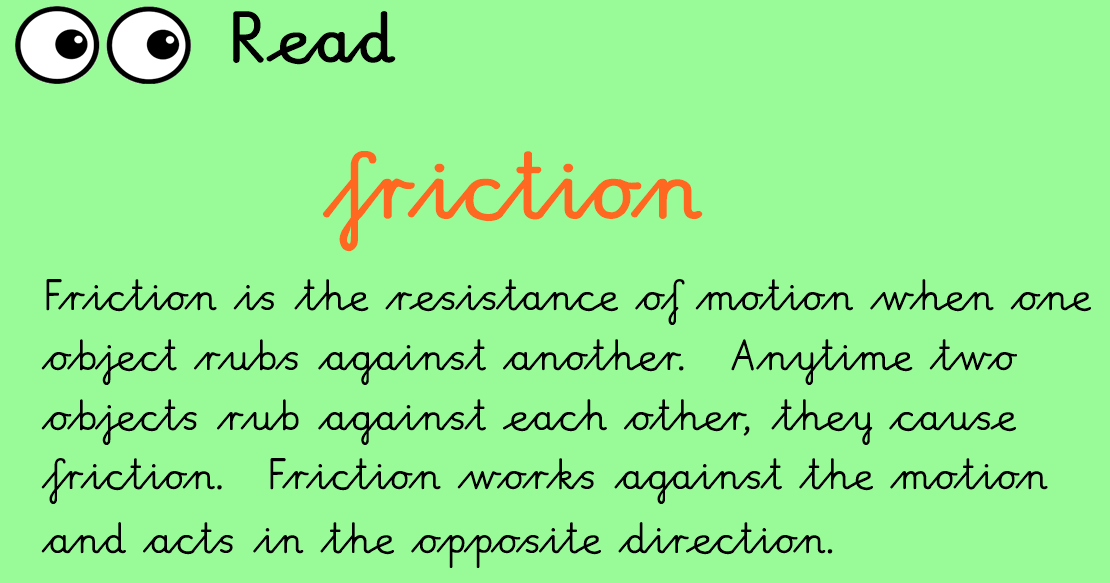 Read
friction
Friction is the resistance of motion when one
object rubs against another. Anytime two
objects rub against each other, they cause
friction. Friction works against the motion
and acts in the opposite direction.